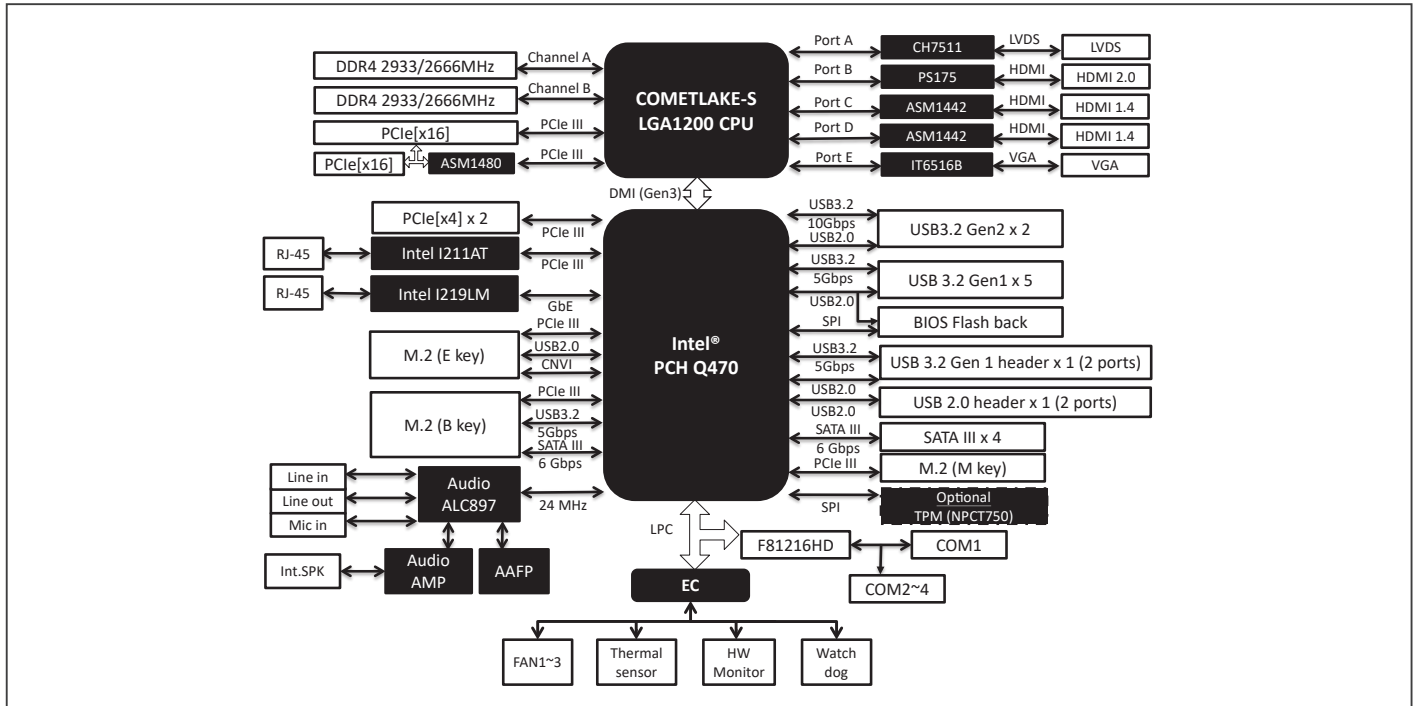 DDR4 2933/2666MHz
Channel A
DDR4 2933/2666MHz
Channel B
PCIe[x16]
PCIe III
PCIe[x16]
ASM1480
PCIe III
COMETLAKE-S
LGA1200 CPU
Port A
CH7511
LVDS
LVDS
Port B
PS175
HDMI
HDMI 2.0
Port C
ASM1442
HDMI
HDMI 1.4
Port D
ASM1442
HDMI
HDMI 1.4
Port E
IT6516B
VGA
VGA
DMI (Gen3)
PCIe[x4] x 2
PCIe III
RJ-45
Intel I211AT
PCIe III
RJ-45
Intel I219LM
GbE
M.2 (E key)
PCIe III
USB2.0
CNVI
M.2 (B key)
PCIe III
USB3.2
5Gbps
SATA III
6 Gbps
Line in
Line out
Mic in
Audio
ALC897
24 MHz
Int.SPK
Audio
AMP
AAFP
Intel®
PCH Q470
USB3.2
10Gbps
USB2.0
USB3.2 Gen2 x 2
USB3.2
5Gbps
USB2.0
USB 3.2 Gen1 x 5
SPI
BIOS Flash back
USB3.2
5Gbps
USB 3.2 Gen 1 header x 1 (2 ports)
USB2.0
USB2.0
USB 2.0 header x 1 (2 ports)
SATA III
6 Gbps
SATA III x 4
PCIe III
M.2 (M key)
SPI
Optional
TPM (NPCT750)
LPC
F81216HD
COM1
COM2~4
EC
FAN1~3
Thermal
sensor
HW
Monitor
Watch
dog